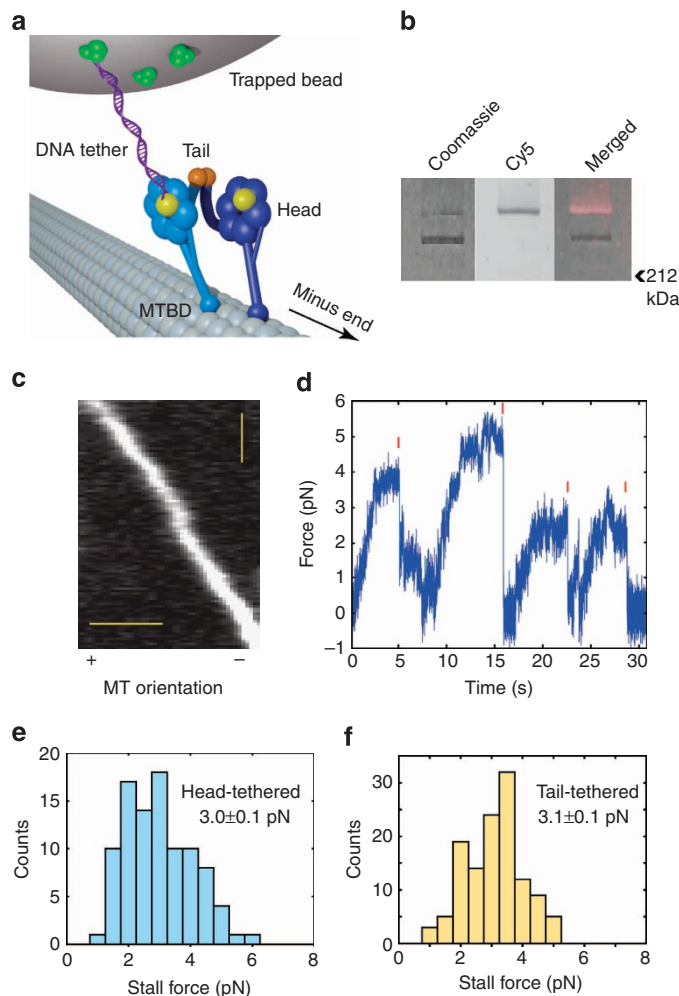 a
Trapped bead
DNA tether
Tail
Head
MTBD
Minus end
b
Coomassie
Cy5
Merged
212
kDa
c
+
–
MT orientation
d
6
5
4
3
2
1
0
–1
Force (pN)
0 5 10 15 20 25 30
Time (s)
e
20
15
10
5
0
Counts
Head-tethered
3.0±0.1 pN
0 2 4 6 8
Stall force (pN)
f
30
20
10
0
Counts
Tail-tethered
3.1±0.1 pN
0 2 4 6 8
Stall force (pN)